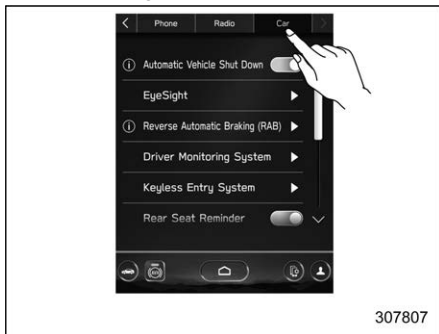 Phone Radio Car
Automatic Vehicle Shut Down
EyeSight
Reverse Automatic Braking (RAB)
Driver Monitoring System
Keyless Entry System
Rear Seat Reminder
307807